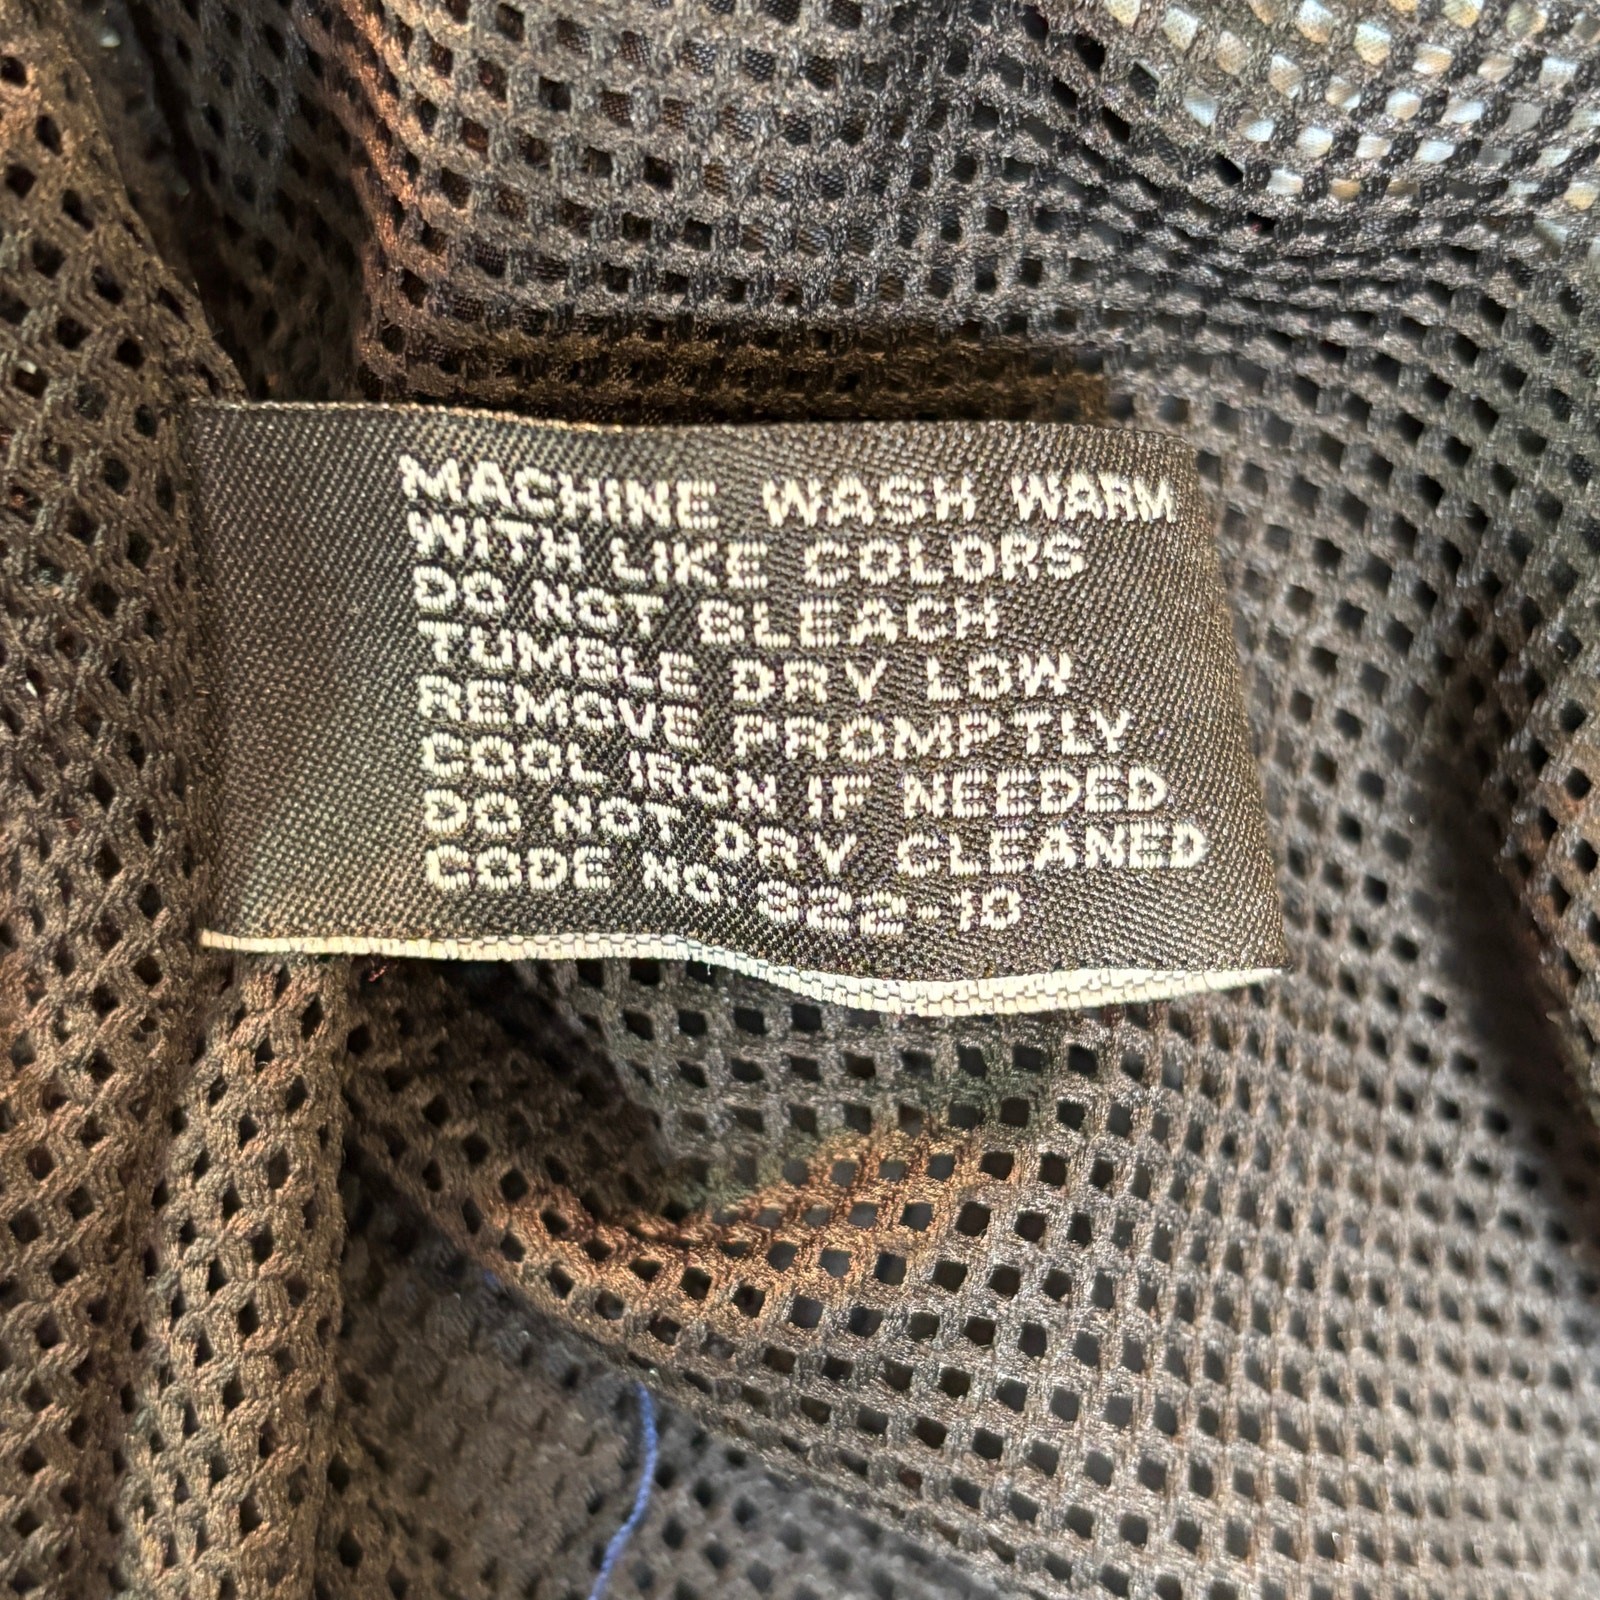 MACHINE WASH WARM
WITH LIKE COLORS
DO NOT BLEACH
TUMBLE DRY LOW
REMOVE PROMPTLY
COOL IRON IF NEEDED
DO NOT DRY CLEANED
CODE NO. 822-10